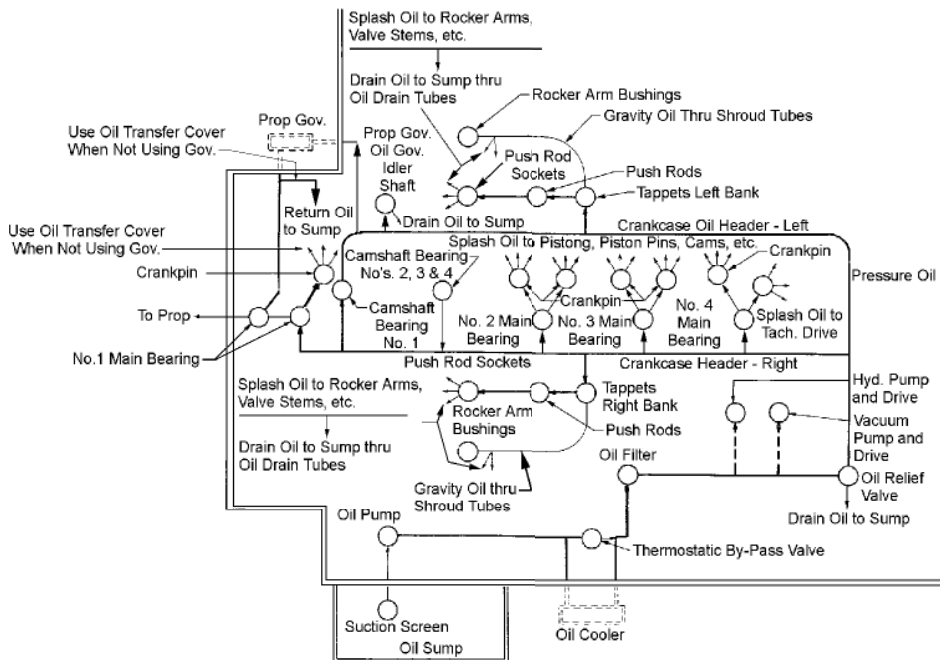 Splash Oil to Rocker Arms,
Valve Stems, etc.
Drain Oil to Sump thru
Oil Drain Tubes
Rocker Arm Bushings
Gravity Oil Thru Shroud Tubes
Use Oil Transfer Cover
When Not Using Gov.
Prop Gov.
Prop Gov.
Oil Gov.
Idler
Shaft
Push Rod
Sockets
Push Rods
Tappets Left Bank
Return Oil
to Sump
Drain Oil to Sump
Crankcase Oil Header - Left
Use Oil Transfer Cover
When Not Using Gov.
Splash Oil to Pistong, Piston Pins, Cams, etc.
Camshaft Bearing
No's. 2, 3 & 4
Crankpin
Crankpin
Pressure Oil
Crankpin
To Prop
Camshaft
Bearing
No. 1
No. 2 Main
Bearing
No. 3 Main
Bearing
No. 4
Main
Bearing
Splash Oil to
Tach. Drive
No.1 Main Bearing
Push Rod Sockets
Crankcase Header - Right
Splash Oil to Rocker Arms,
Valve Stems, etc.
Hyd. Pump
and Drive
Tappets
Right Bank
Rocker Arm
Bushings
Push Rods
Vacuum
Pump and
Drive
Drain Oil to Sump thru
Oil Drain Tubes
Oil Filter
Gravity Oil thru
Shroud Tubes
Oil Relief
Valve
Drain Oil to Sump
Oil Pump
Thermostatic By-Pass Valve
Suction Screen
Oil Sump
Oil Cooler